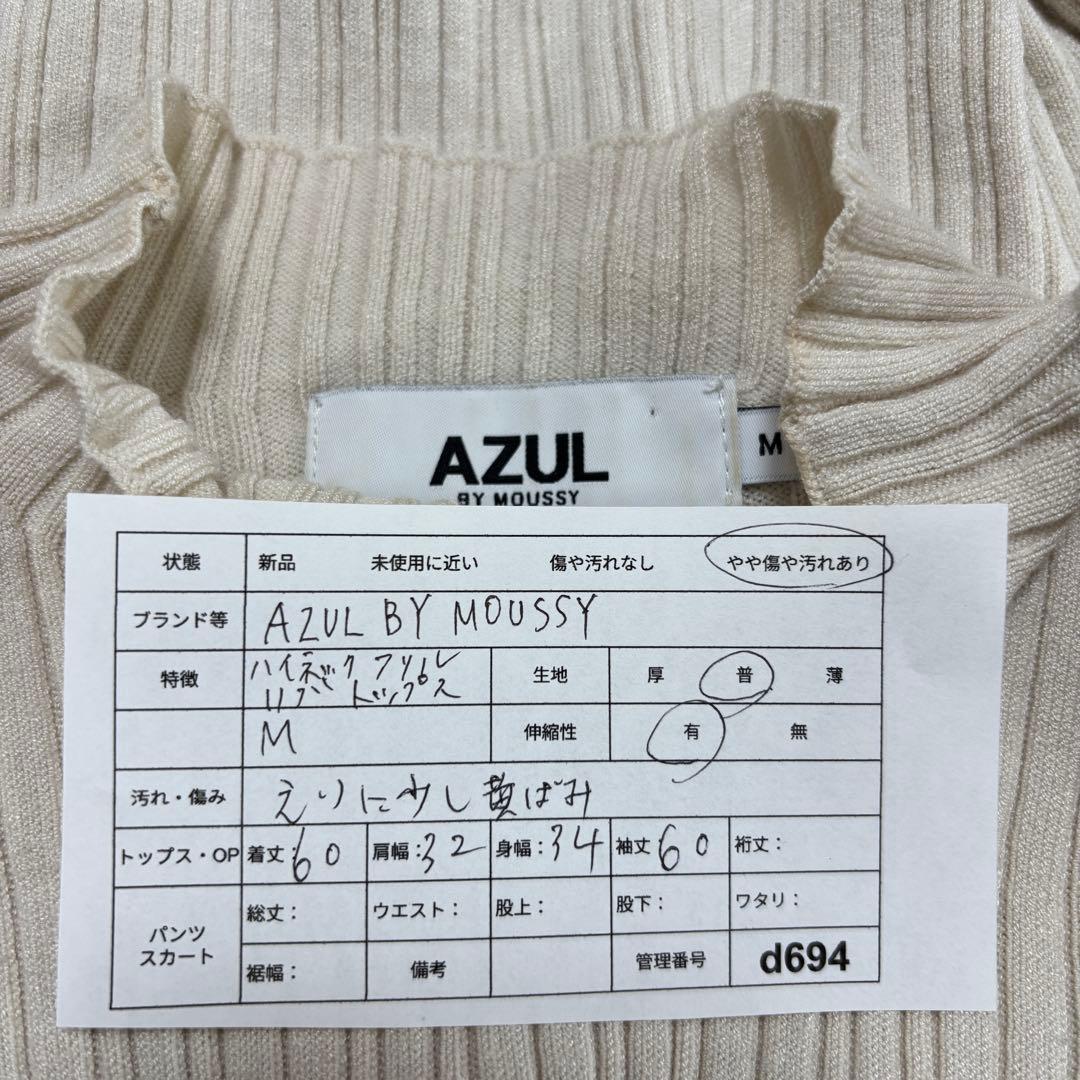 AZUL
BY MOUSSY
M
状態 新品 未使用に近い 傷や汚れなし やや傷や汚れあり
ブランド等 AZUL BY MOUSSY
特徴 ハイネック フリル
リブ トップス
生地 厚 普 薄
M 伸縮性 有 無
汚れ・傷み えりに少し黄ばみ
トップス・OP 着丈:60 肩幅:32 身幅:34 袖丈60 裄丈:
パンツ
スカート
総丈: ウエスト: 股上: 股下: ワタリ:
裾幅: 備考 管理番号 d694